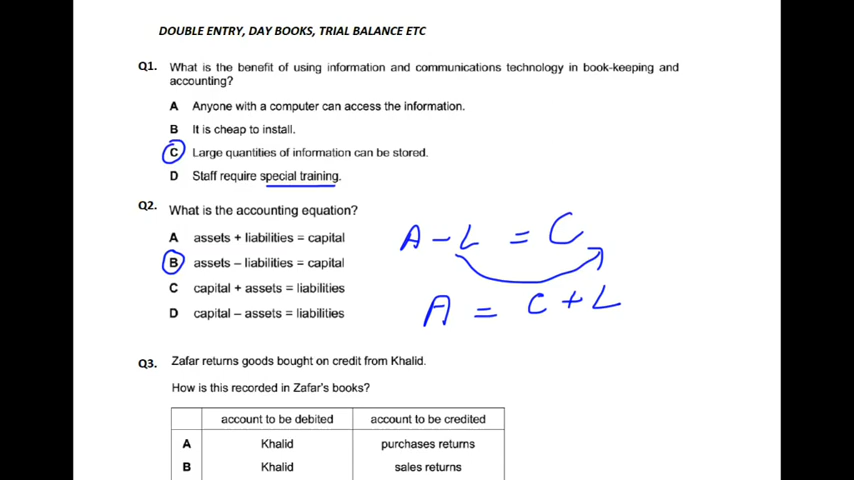 DOUBLE ENTRY, DAY BOOKS, TRIAL BALANCE ETC
Q1. What is the benefit of using information and communications technology in book-keeping and
accounting?
A Anyone with a computer can access the information.
B It is cheap to install.
C Large quantities of information can be stored.
D Staff require special training.
Q2. What is the accounting equation?
A assets + liabilities = capital
B assets – liabilities = capital
C capital + assets = liabilities
D capital – assets = liabilities
A – L = C
A = C + L
Q3. Zafar returns goods bought on credit from Khalid.
How is this recorded in Zafar's books?
account to be debited account to be credited
A Khalid purchases returns
B Khalid sales returns